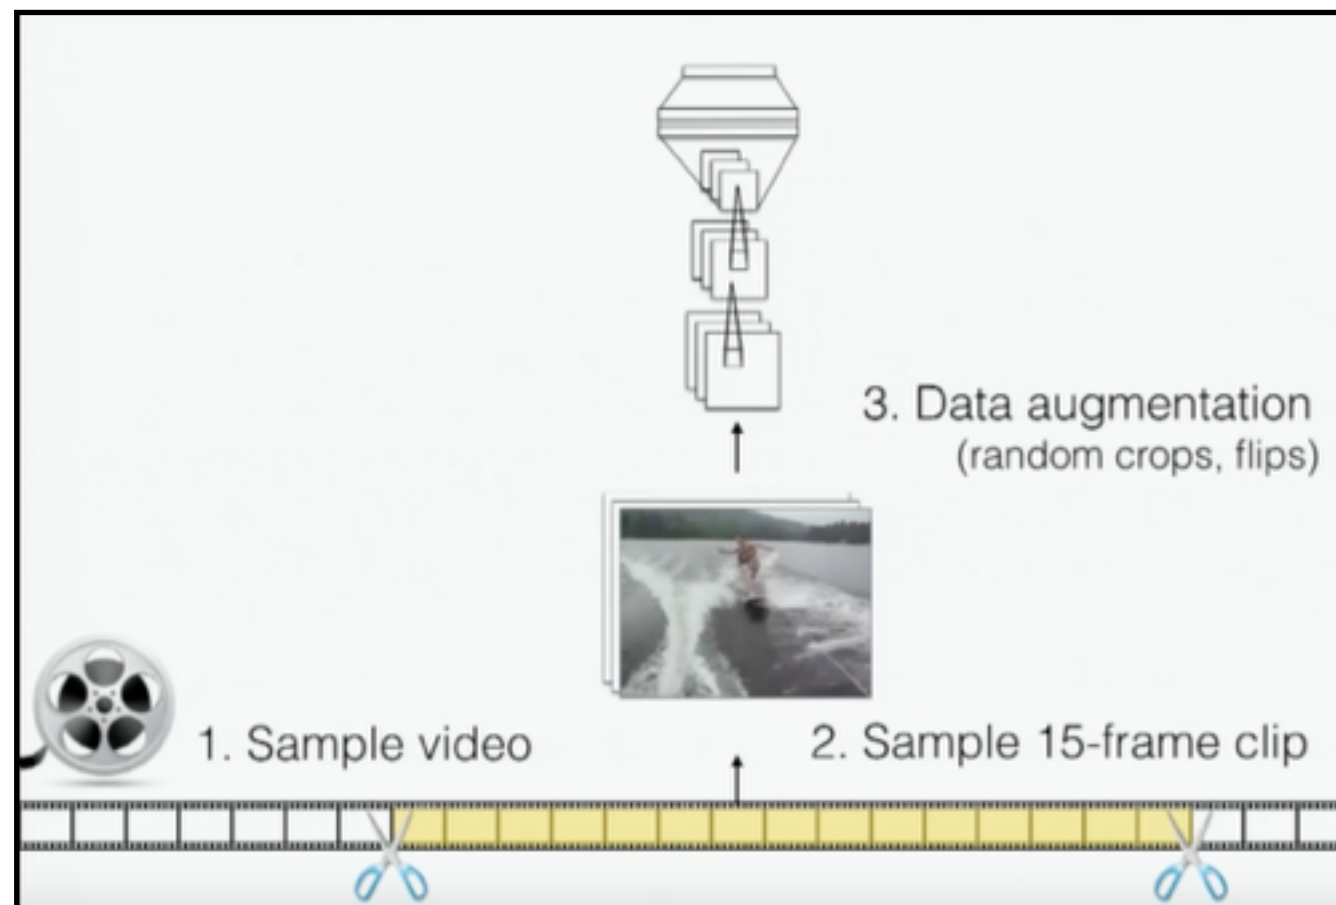 3. Data augmentation
(random crops, flips)
1. Sample video
2. Sample 15-frame clip